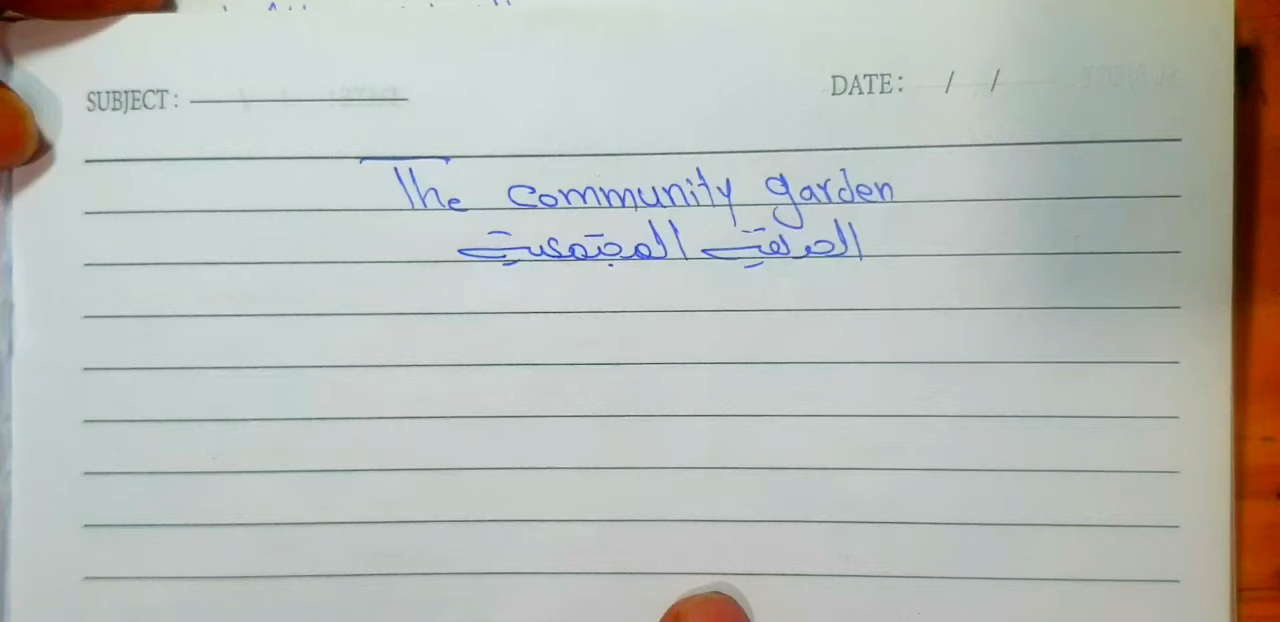 SUBJECT:
DATE: / /
The community garden
الحديقة المجتمعية